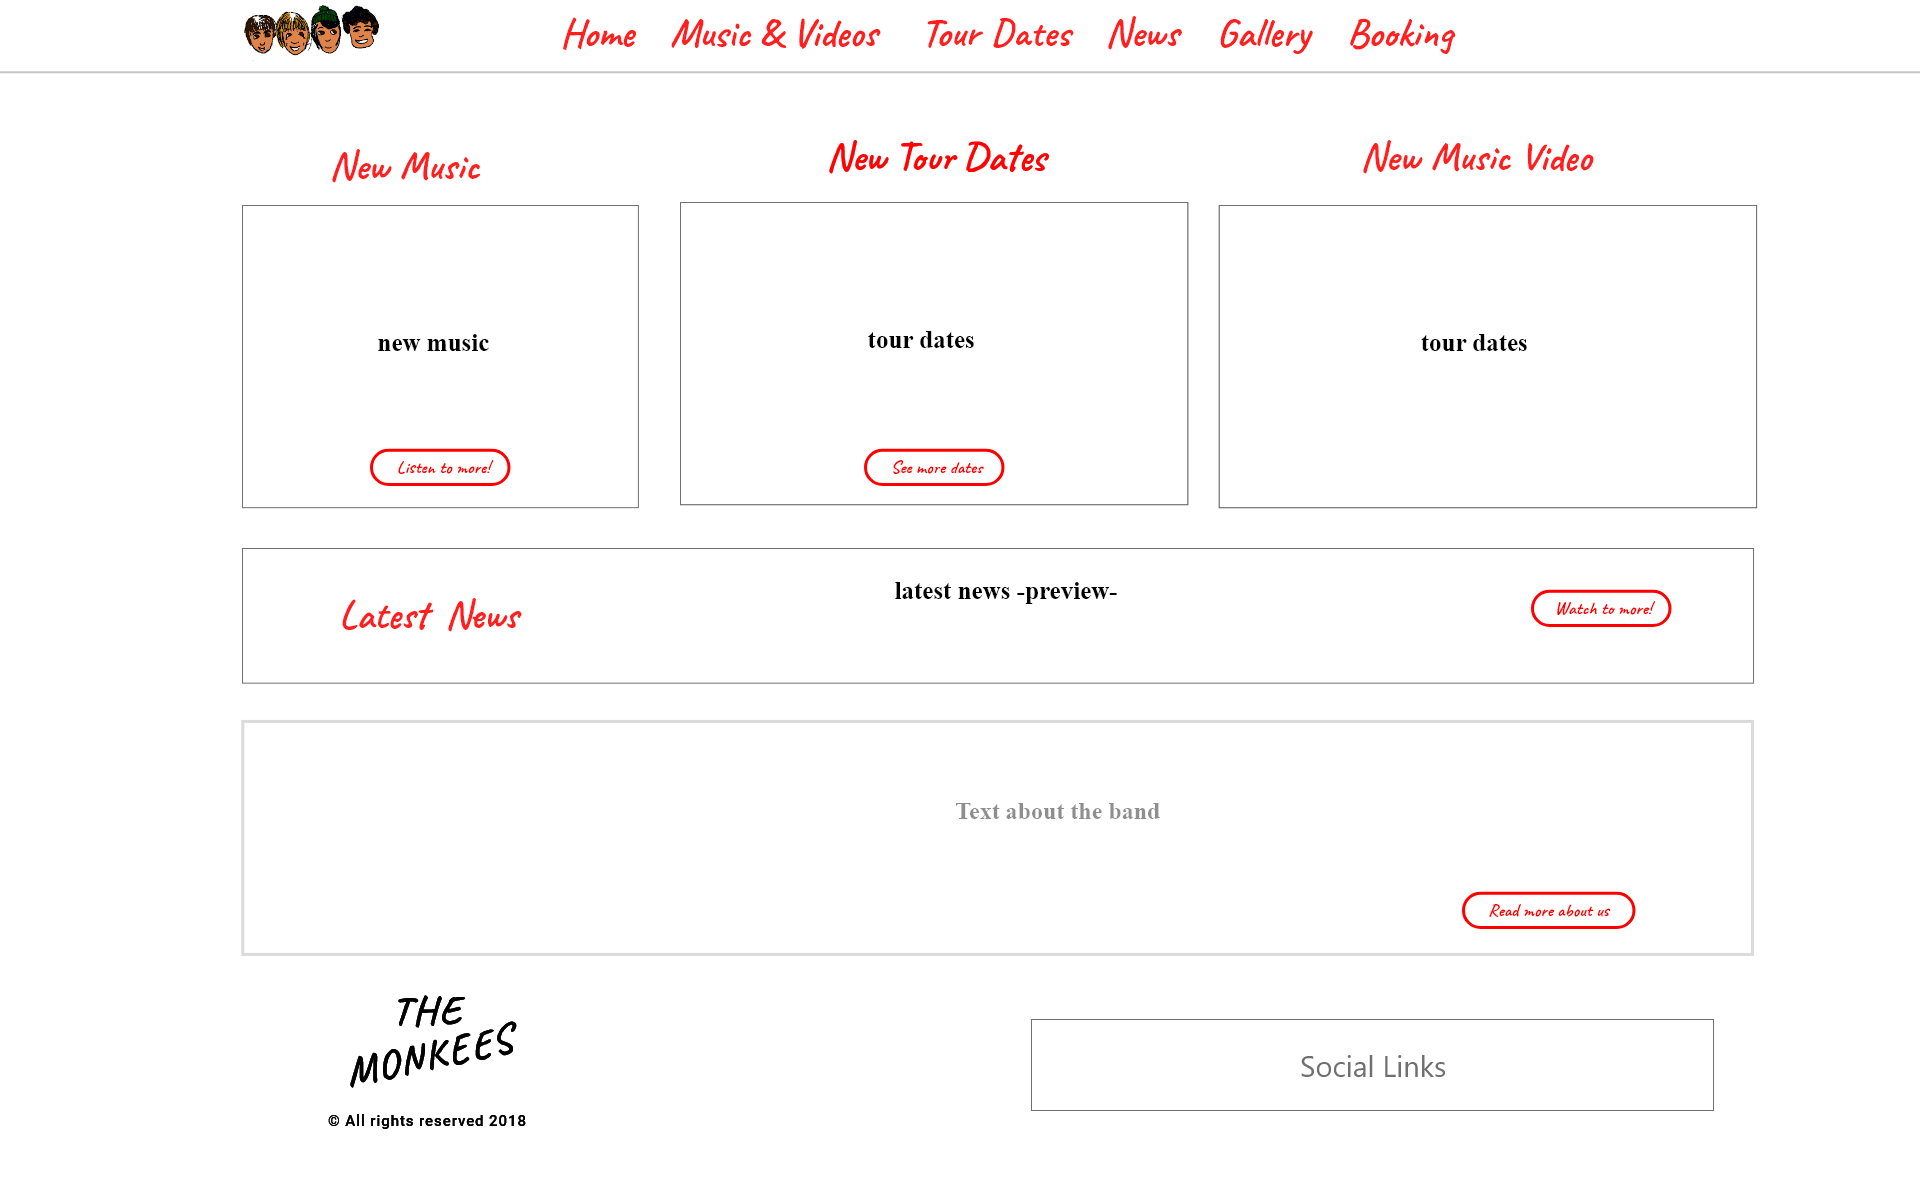 Home Music & Videos Tour Dates News Gallery Booking
New Music
New Tour Dates
New Music Video
new music
tour dates
tour dates
Listen to more!
See more dates
Latest News
latest news -preview-
Watch to more!
Text about the band
Read more about us
THE
MONKEES
© All rights reserved 2018
Social Links